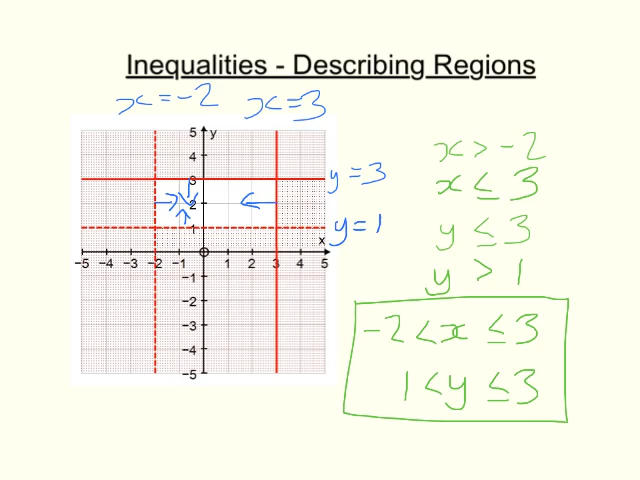 Inequalities - Describing Regions
x = -2 x = 3
5 y
4
3
2
1
x
-5 -4 -3 -2 -1 0 1 2 3 4 5
-1
-2
-3
-4
-5
y = 3
y = 1
x > -2
x ≤ 3
y ≤ 3
y > 1
-2 < x ≤ 3
1 < y ≤ 3